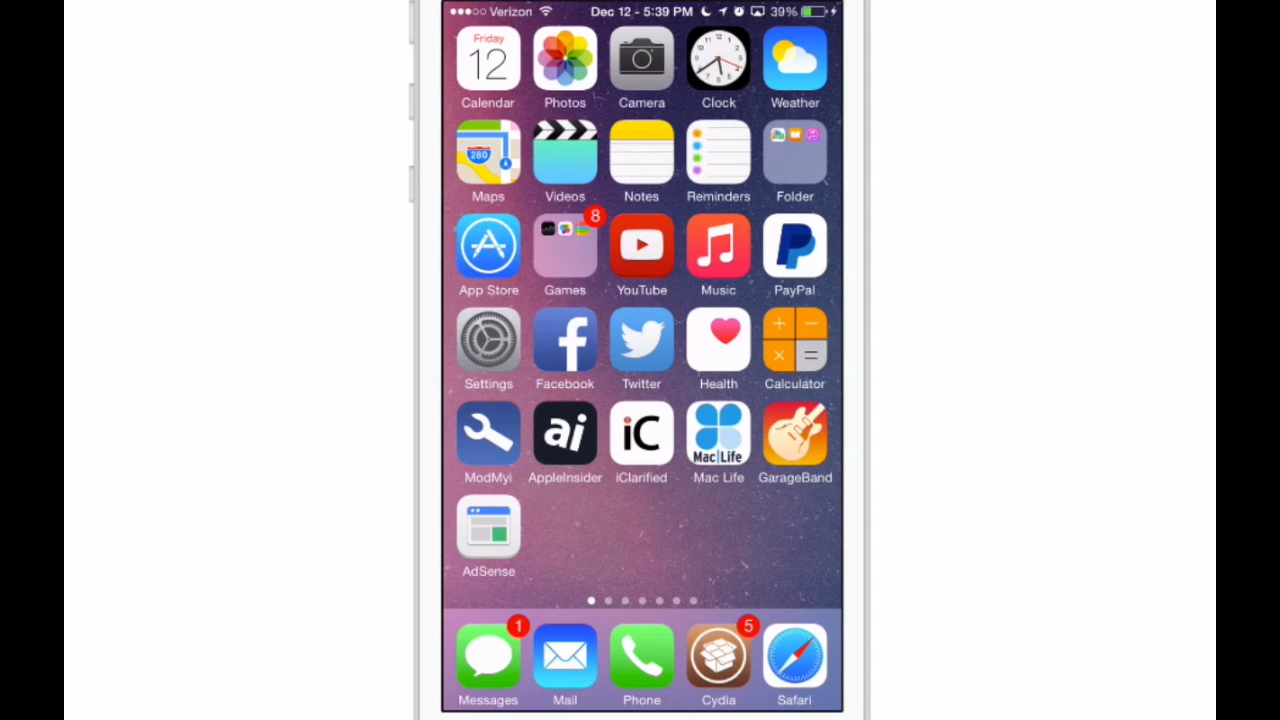 Verizon Dec 12 - 5:39 PM 39%
Friday
12
Calendar Photos Camera Clock Weather
280
Maps Videos Notes Reminders Folder
8
App Store Games YouTube Music PayPal
Settings Facebook Twitter Health Calculator
ai iC Mac|Life
ModMyi AppleInsider iClarified Mac Life GarageBand
AdSense
1 5
Messages Mail Phone Cydia Safari